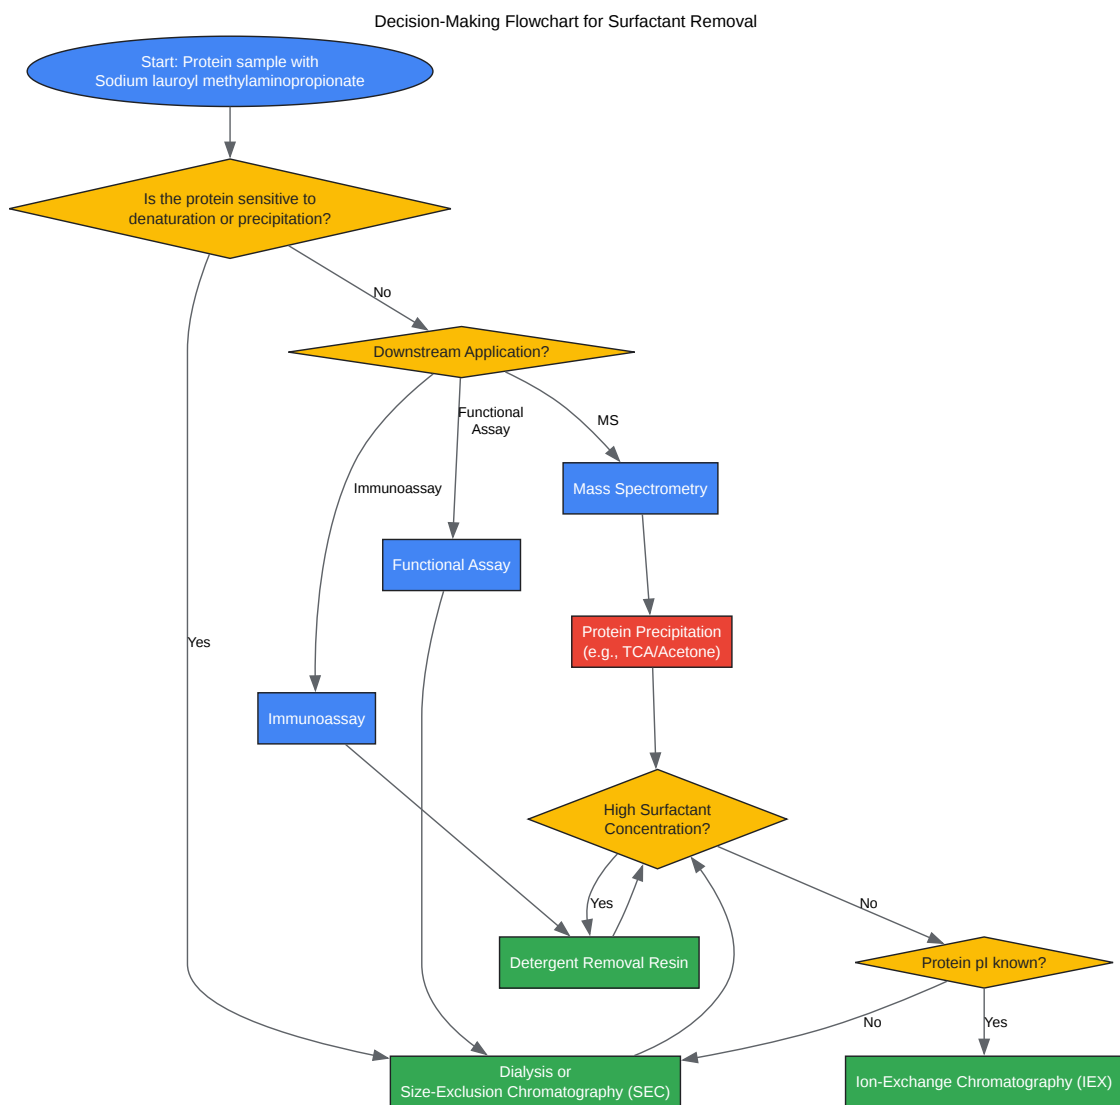 Decision-Making Flowchart for Surfactant Removal
Start: Protein sample with
Sodium lauroyl methylaminopropionate
Is the protein sensitive to
denaturation or precipitation?
No
Downstream Application?
Functional
Assay
MS
Immunoassay
Mass Spectrometry
Functional Assay
Yes
Protein Precipitation
(e.g., TCA/Acetone)
Immunoassay
High Surfactant
Concentration?
Yes
No
Detergent Removal Resin
Protein pI known?
No
Yes
Dialysis or
Size-Exclusion Chromatography (SEC)
Ion-Exchange Chromatography (IEX)